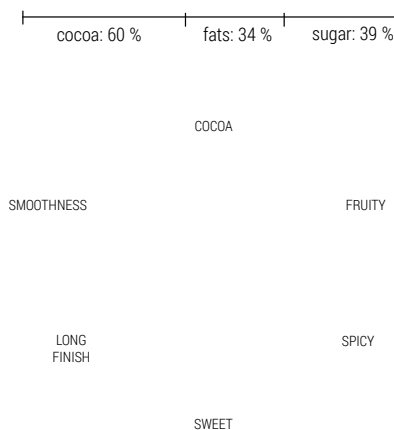 cocoa: 60 % fats: 34 % sugar: 39 %
COCOA
SMOOTHNESS FRUITY
LONG
FINISH
SPICY
SWEET